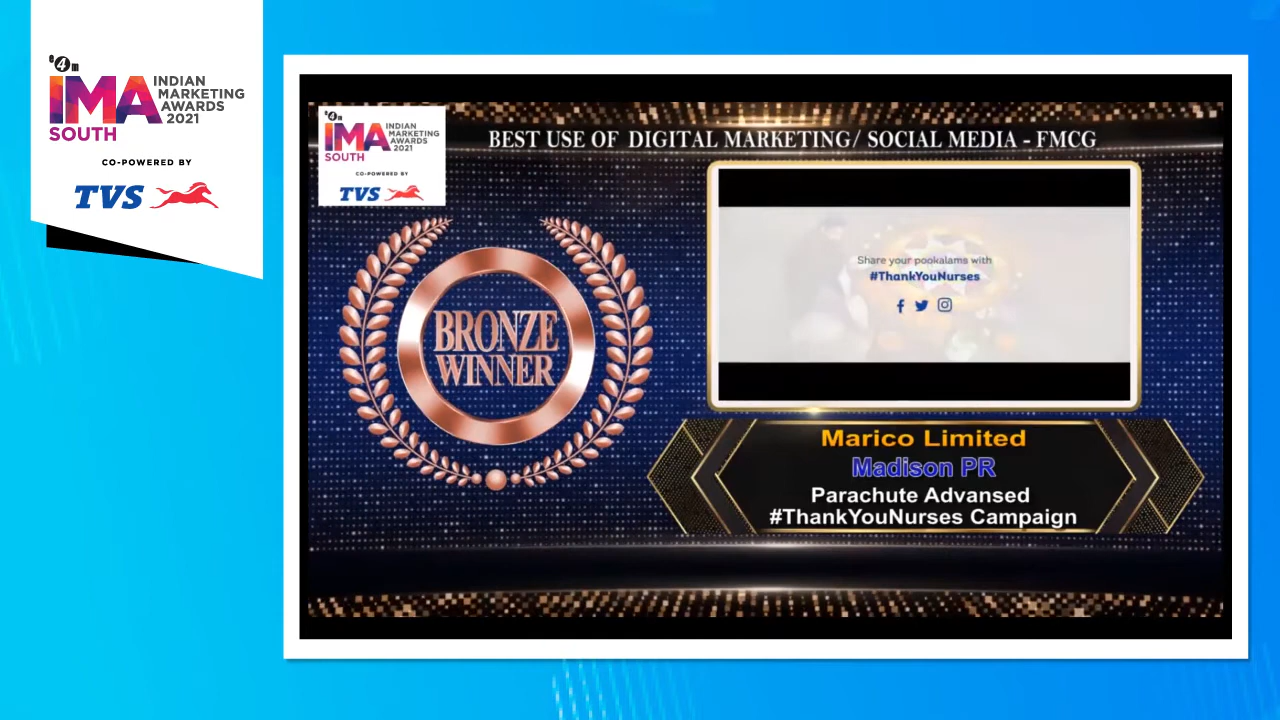 e4m
IMA
INDIAN
MARKETING
AWARDS
2021
SOUTH
CO-POWERED BY
TVS
e4m
IMA
INDIAN
MARKETING
AWARDS
2021
SOUTH
CO-POWERED BY
TVS
BEST USE OF DIGITAL MARKETING/ SOCIAL MEDIA - FMCG
BRONZE
WINNER
Share your pookalams with
#ThankYouNurses
Marico Limited
Madison PR
Parachute Advansed
#ThankYouNurses Campaign